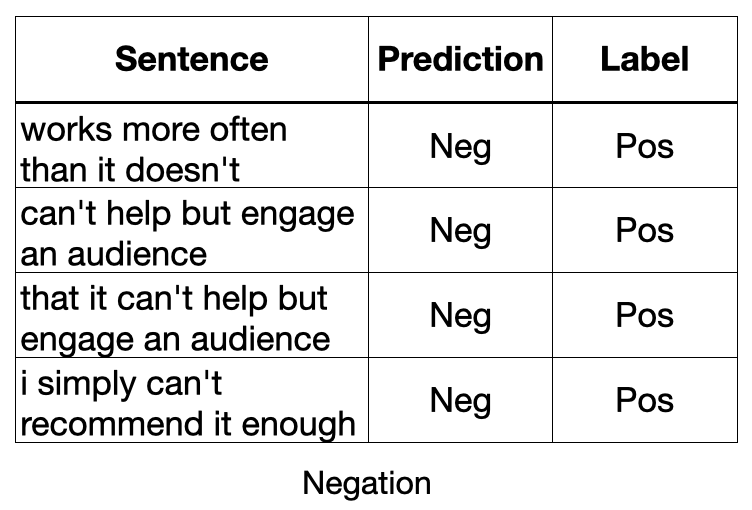 Sentence Prediction Label
works more often
than it doesn't
Neg Pos
can't help but engage
an audience
Neg Pos
that it can't help but
engage an audience
Neg Pos
i simply can't
recommend it enough
Neg Pos
Negation